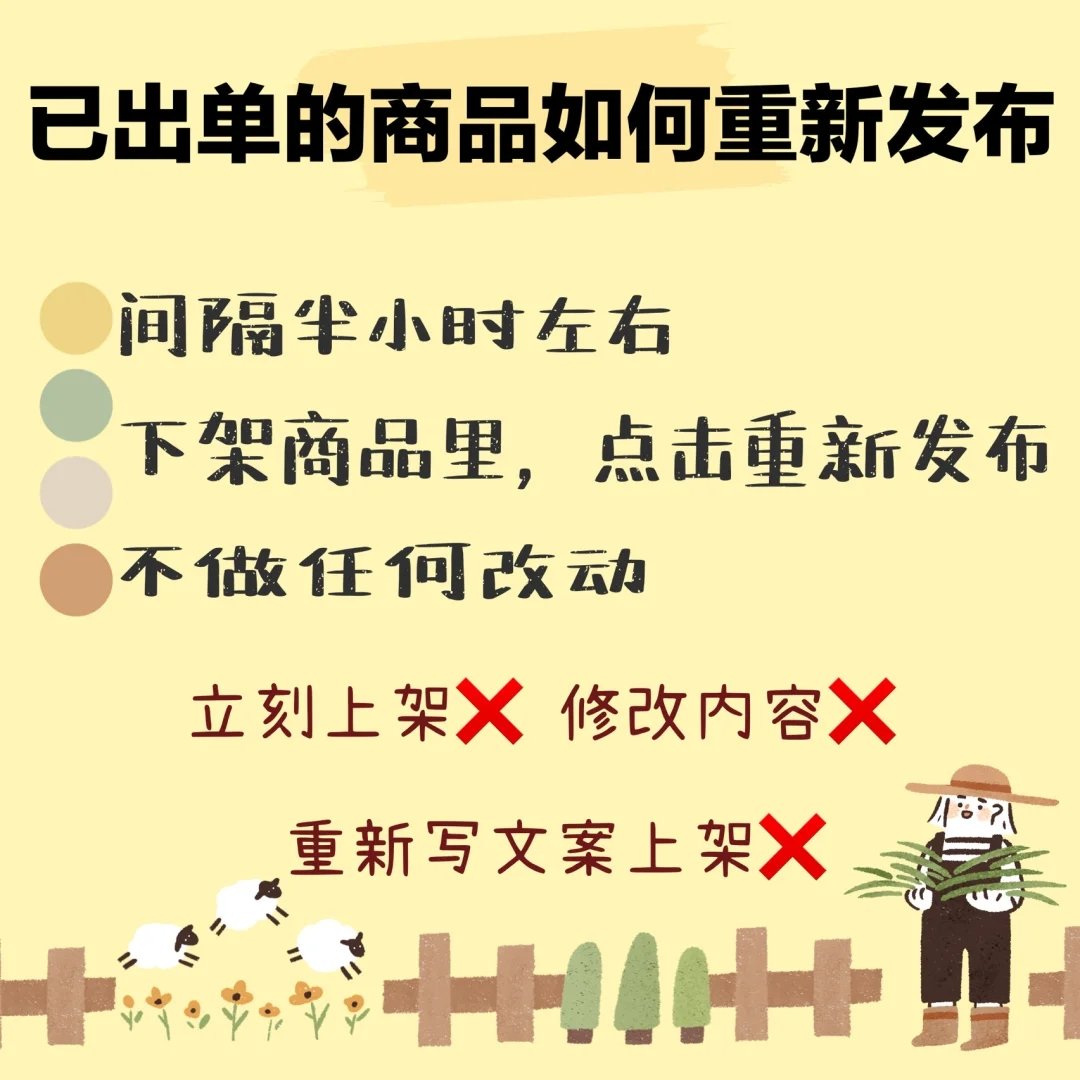 已出单的商品如何重新发布
间隔半小时左右
下架商品里，点击重新发布
不做任何改动
立刻上架❌ 修改内容❌
重新写文案上架❌